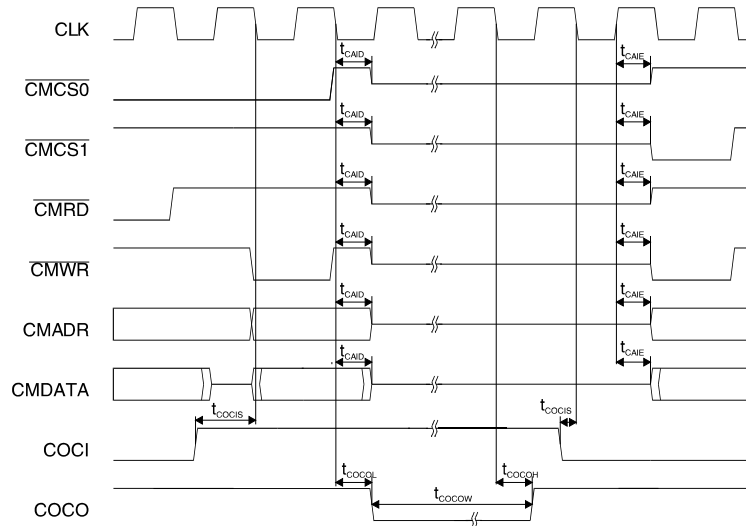 CLK
t_CAID t_CAIE
CMCS0
t_CAID t_CAIE
CMCS1
t_CAID t_CAIE
CMRD
t_CAID t_CAIE
CMWR
t_CAID t_CAIE
CMADR
t_CAID t_CAIE
CMDATA
t_COCIS t_COCIS
COCI
t_COCOL t_COCOW t_COCOH
COCO